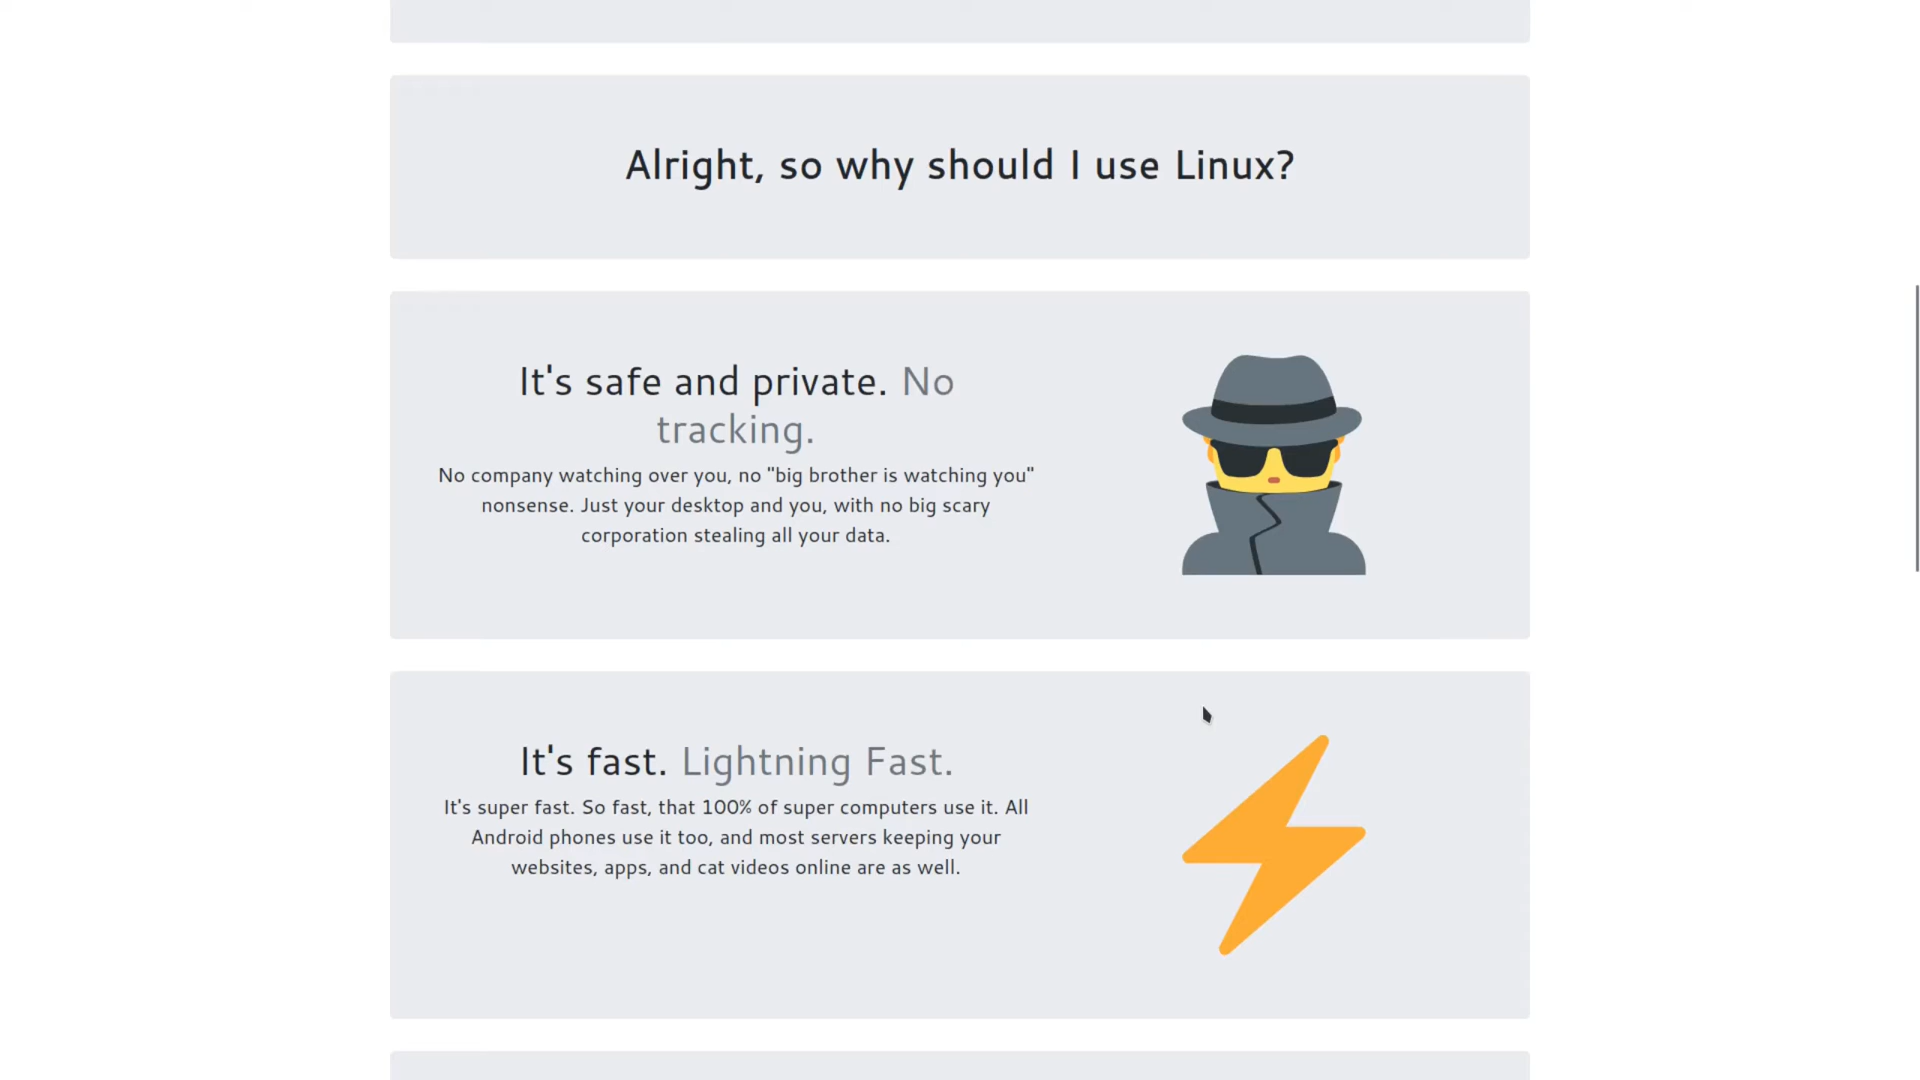 Alright, so why should I use Linux?
It's safe and private. No
tracking.
No company watching over you, no "big brother is watching you"
nonsense. Just your desktop and you, with no big scary
corporation stealing all your data.
It's fast. Lightning Fast.
It's super fast. So fast, that 100% of super computers use it. All
Android phones use it too, and most servers keeping your
websites, apps, and cat videos online are as well.